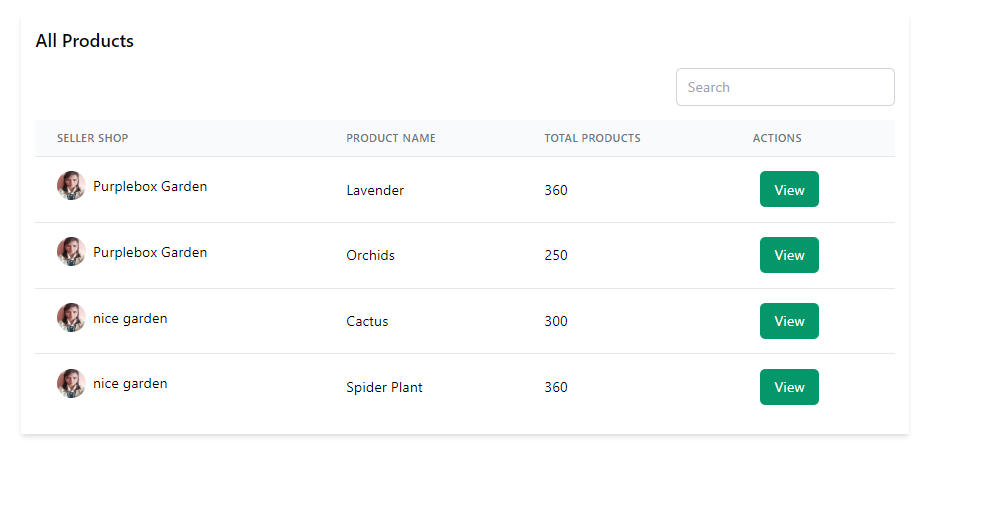 All Products
Search
SELLER SHOP PRODUCT NAME TOTAL PRODUCTS ACTIONS
Purplebox Garden Lavender 360 View
Purplebox Garden Orchids 250 View
nice garden Cactus 300 View
nice garden Spider Plant 360 View